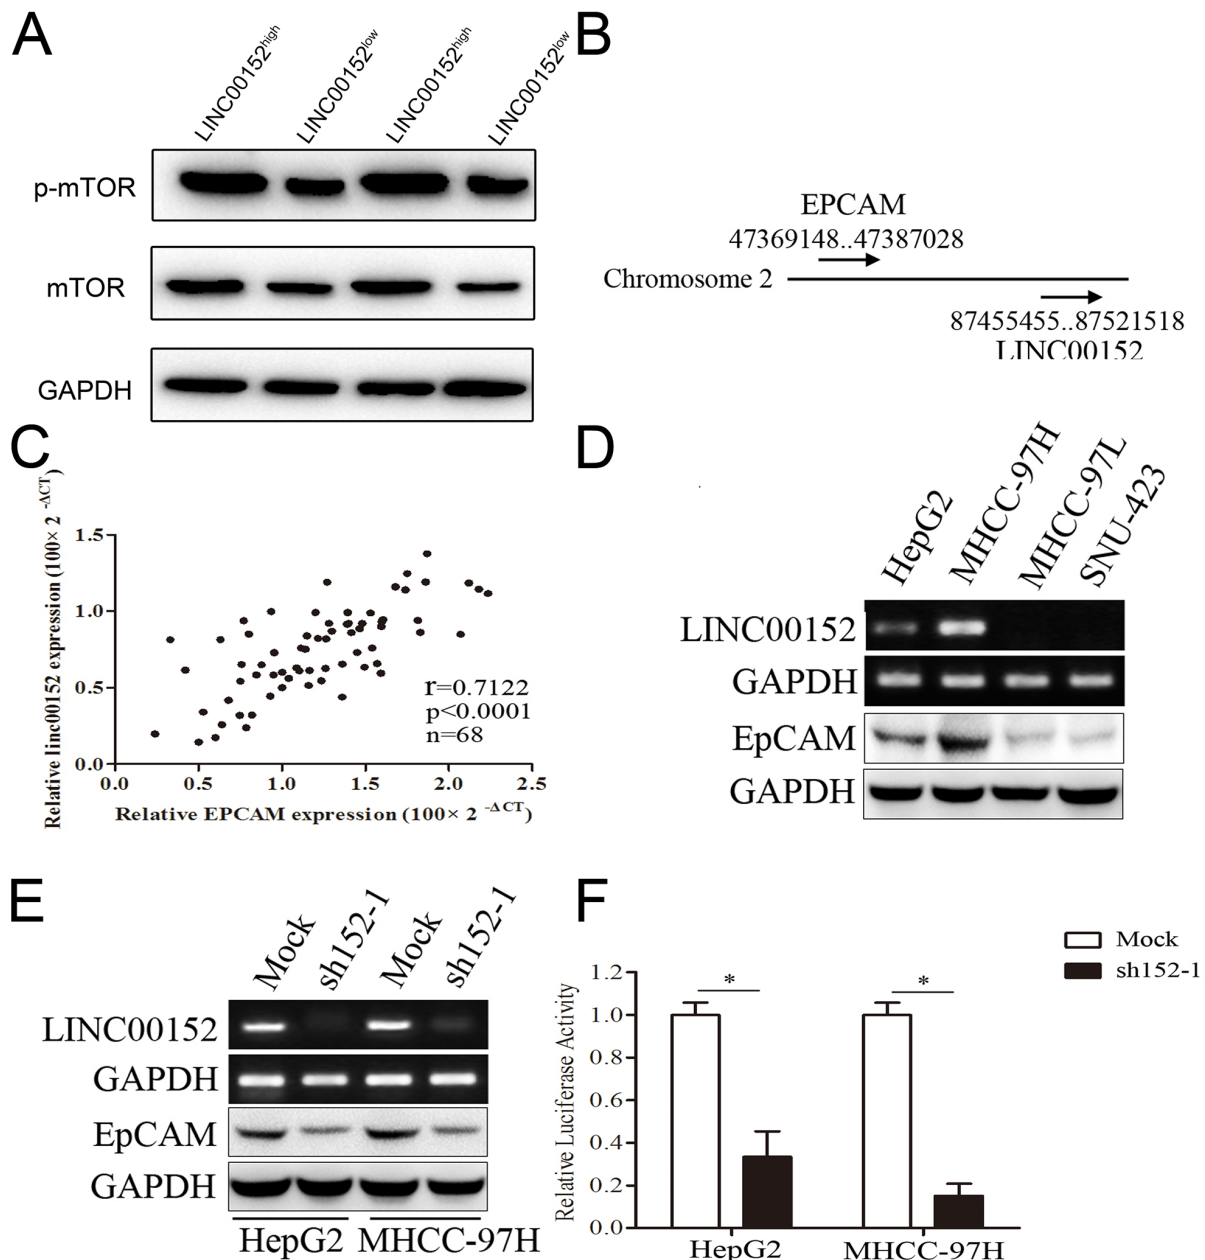 A
LINC00152high
LINC00152low
LINC00152high
LINC00152low
p-mTOR
mTOR
GAPDH
B
EPCAM
47369148..47387028
Chromosome 2
87455455..87521518
LINC00152
C
Relative linc00152 expression (100× 2 -ΔCT)
1.5
1.0
0.5
0.0
r=0.7122
p<0.0001
n=68
0.0 0.5 1.0 1.5 2.0 2.5
Relative EPCAM expression (100× 2 -ΔCT)
D
HepG2
MHCC-97H
MHCC-97L
SNU-423
LINC00152
GAPDH
EpCAM
GAPDH
E
Mock
sh152-1
Mock
sh152-1
LINC00152
GAPDH
EpCAM
GAPDH
HepG2 MHCC-97H
F
Mock
sh152-1
Relative Luciferase Activity
1.2
1.0
0.8
0.6
0.4
0.2
0.0
* *
HepG2 MHCC-97H